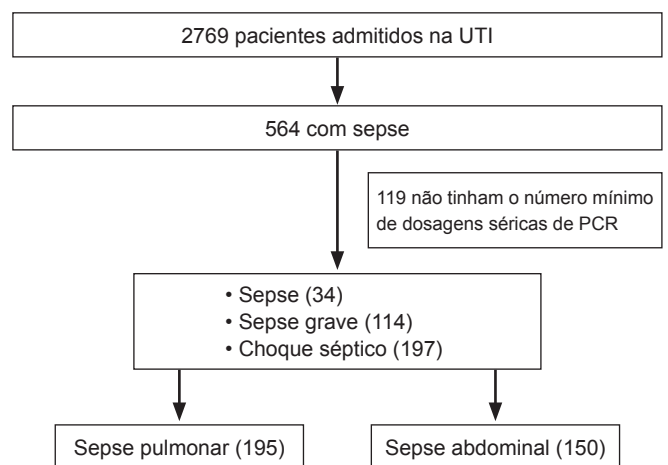 2769 pacientes admitidos na UTI
564 com sepse
119 não tinham o número mínimo
de dosagens séricas de PCR
• Sepse (34)
• Sepse grave (114)
• Choque séptico (197)
Sepse pulmonar (195)
Sepse abdominal (150)